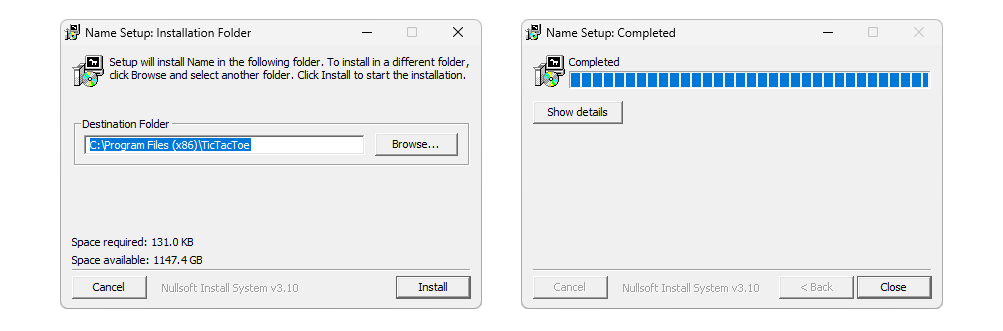 Name Setup: Installation Folder
Setup will install Name in the following folder. To install in a different folder,
click Browse and select another folder. Click Install to start the installation.
Destination Folder
C:\Program Files (x86)\TicTacToe
Browse...
Space required: 131.0 KB
Space available: 1147.4 GB
Cancel
Nullsoft Install System v3.10
Install
Name Setup: Completed
Completed
Show details
Cancel
Nullsoft Install System v3.10
< Back
Close